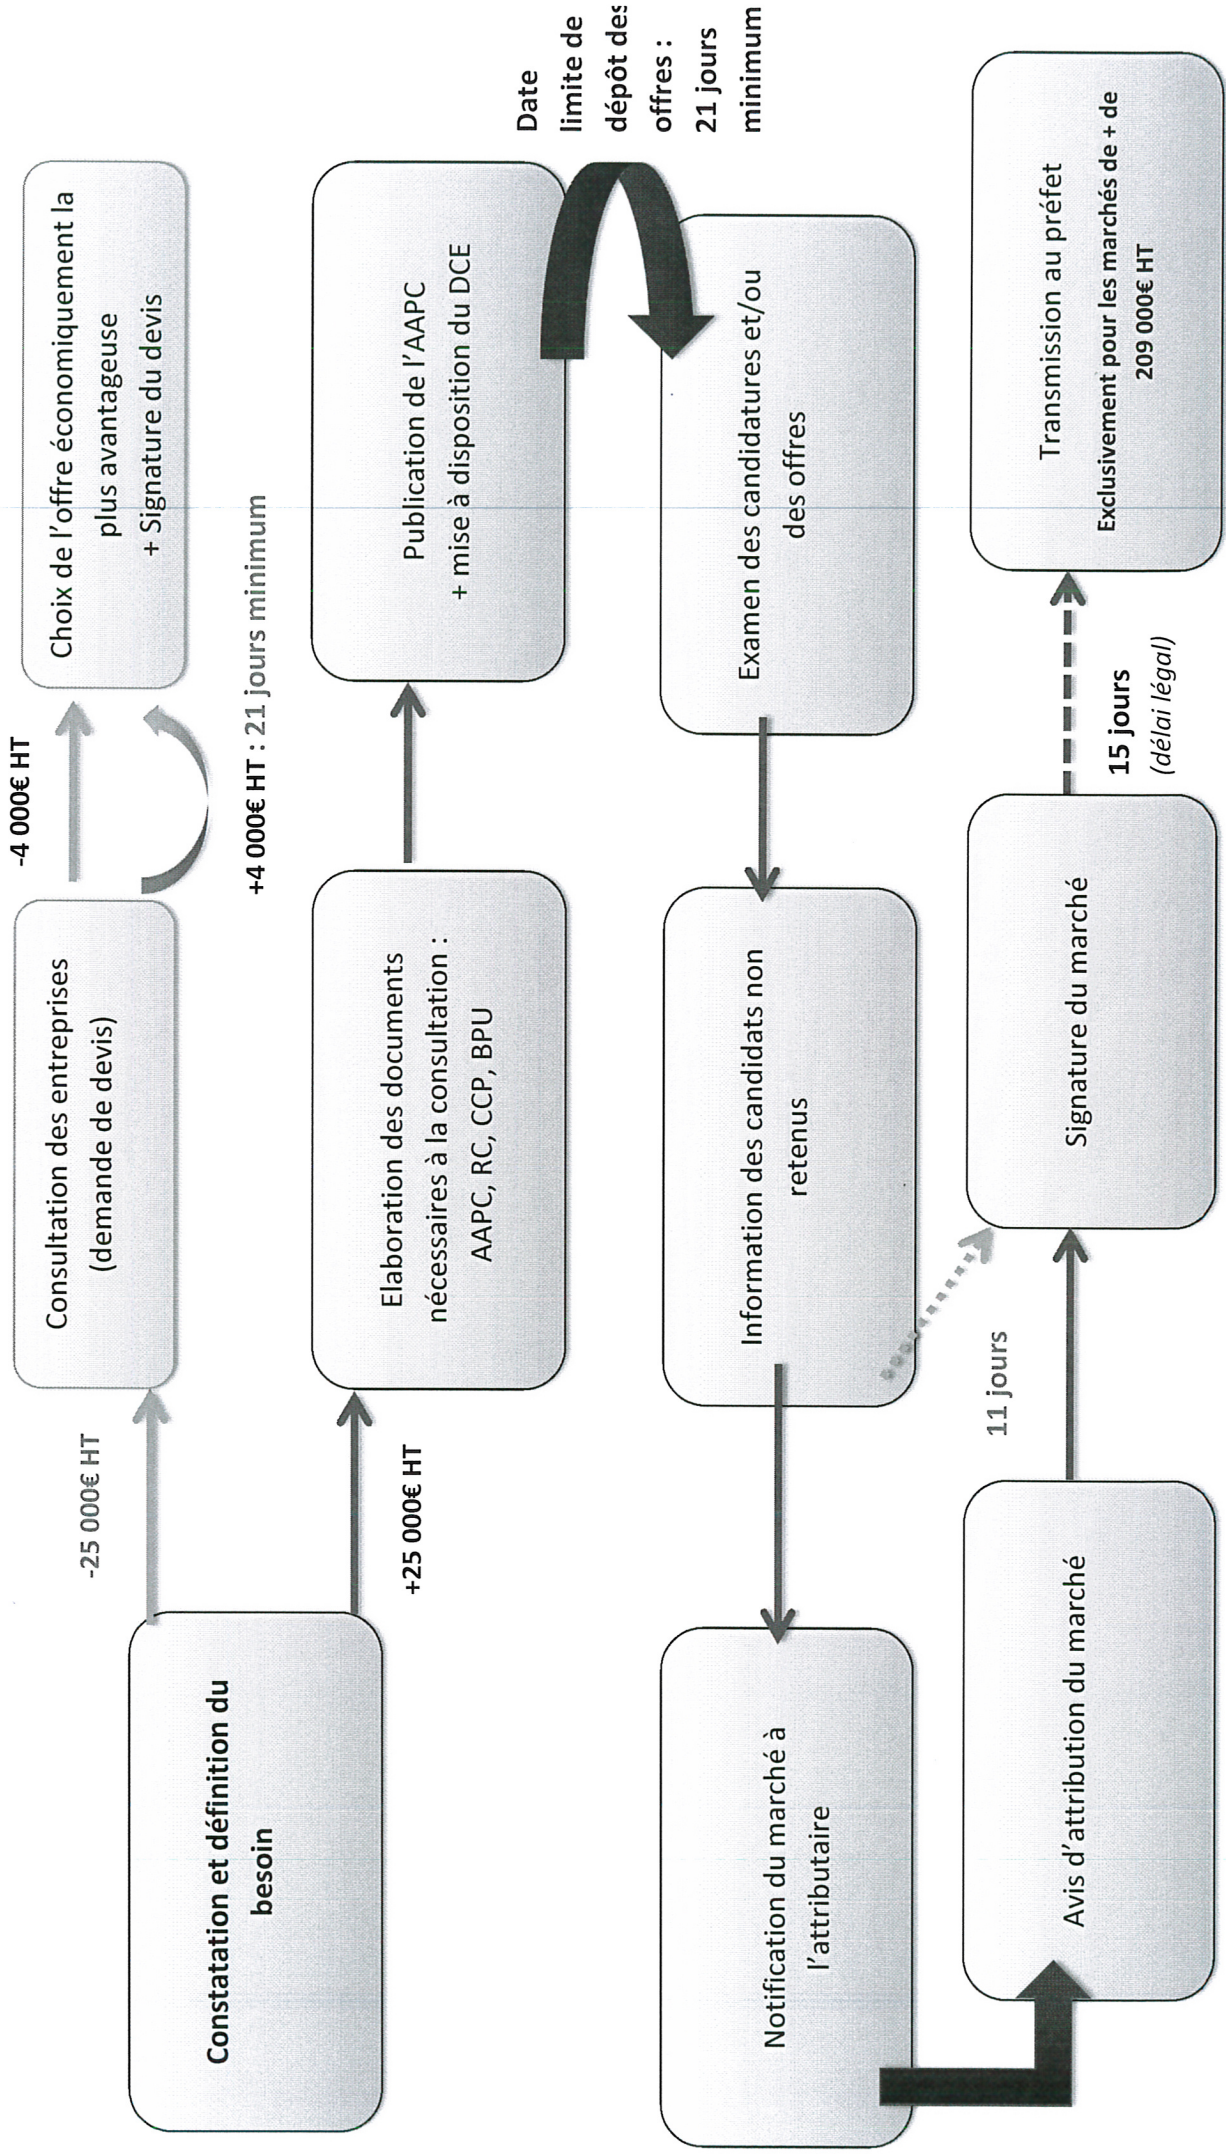 Constatation et définition du
besoin
-25 000€ HT
Consultation des entreprises
(demande de devis)
-4 000€ HT
Choix de l'offre économiquement la
plus avantageuse
+ Signature du devis
+4 000€ HT : 21 jours minimum
+25 000€ HT
Elaboration des documents
nécessaires à la consultation :
AAPC, RC, CCP, BPU
Publication de l'AAPC
+ mise à disposition du DCE
Date
limite de
dépôt des
offres :
21 jours
minimum
Examen des candidatures et/ou
des offres
Information des candidats non
retenus
Notification du marché à
l'attributaire
11 jours
Avis d'attribution du marché
Signature du marché
15 jours
(délai légal)
Transmission au préfet
Exclusivement pour les marchés de + de
209 000€ HT